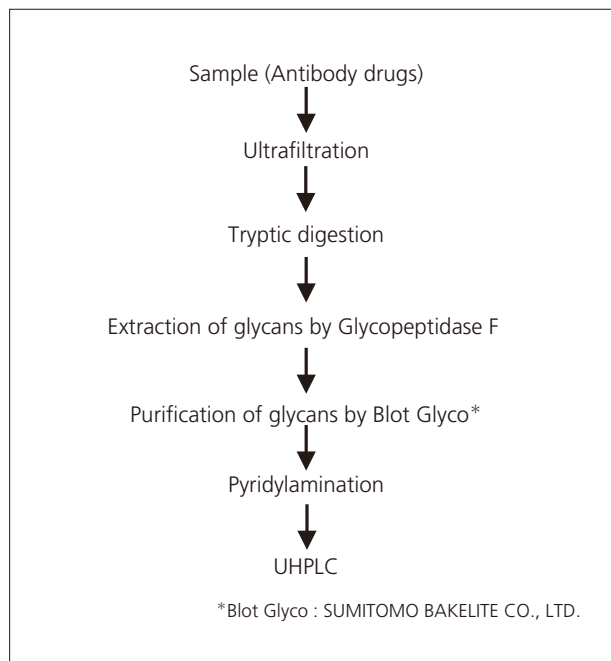 Sample (Antibody drugs)
Ultrafiltration
Tryptic digestion
Extraction of glycans by Glycopeptidase F
Purification of glycans by Blot Glyco*
Pyridylamination
UHPLC
*Blot Glyco : SUMITOMO BAKELITE CO., LTD.